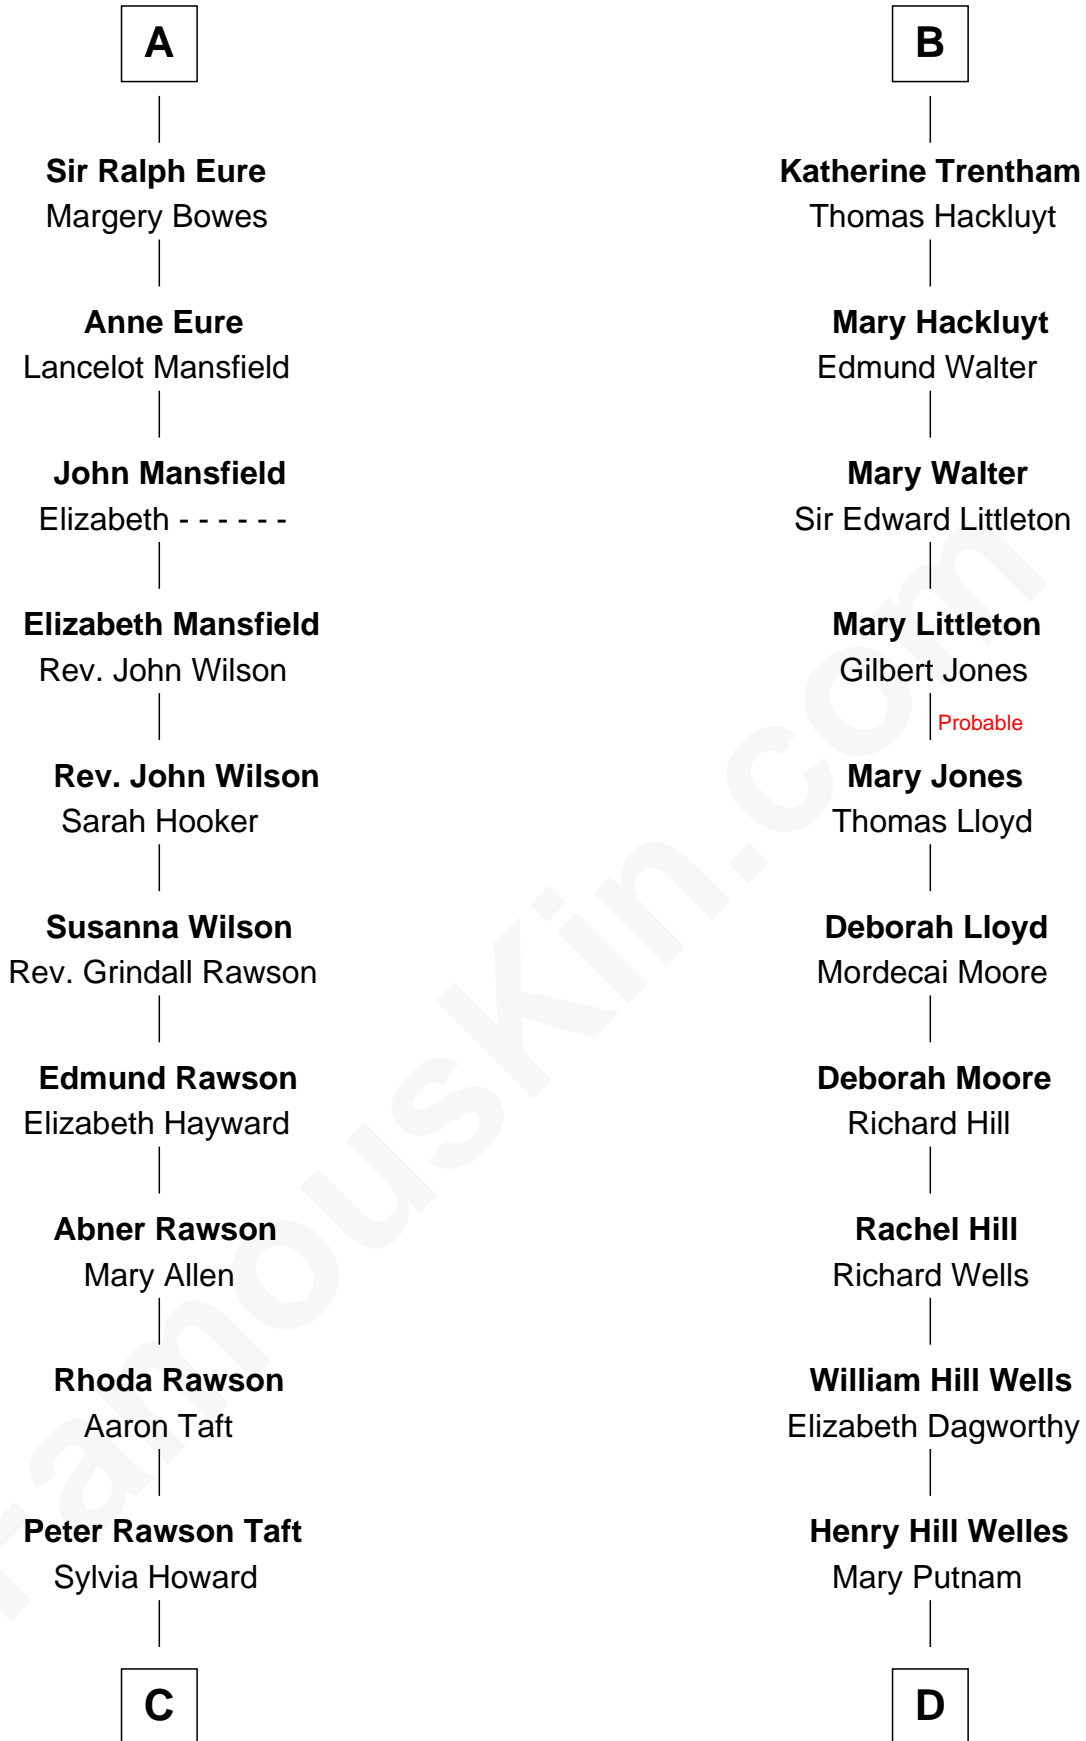 A
Sir Ralph Eure
Margery Bowes
Anne Eure
Lancelot Mansfield
John Mansfield
Elizabeth - - - - - -
Elizabeth Mansfield
Rev. John Wilson
Rev. John Wilson
Sarah Hooker
Susanna Wilson
Rev. Grindall Rawson
Edmund Rawson
Elizabeth Hayward
Abner Rawson
Mary Allen
Rhoda Rawson
Aaron Taft
Peter Rawson Taft
Sylvia Howard
C
B
Katherine Trentham
Thomas Hackluyt
Mary Hackluyt
Edmund Walter
Mary Walter
Sir Edward Littleton
Mary Littleton
Gilbert Jones
Probable
Mary Jones
Thomas Lloyd
Deborah Lloyd
Mordecai Moore
Deborah Moore
Richard Hill
Rachel Hill
Richard Wells
William Hill Wells
Elizabeth Dagworthy
Henry Hill Welles
Mary Putnam
D
FamousKin.com